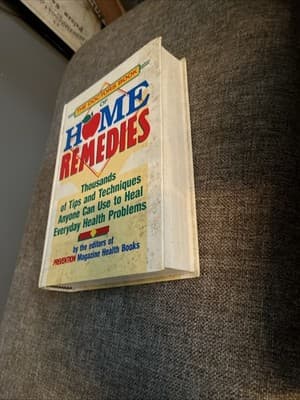 THE DOCTORS BOOK
OF
HOME
REMEDIES
Thousands
of Tips and Techniques
Anyone Can Use to Heal
Everyday Health Problems
by the editors of
PREVENTION Magazine Health Books